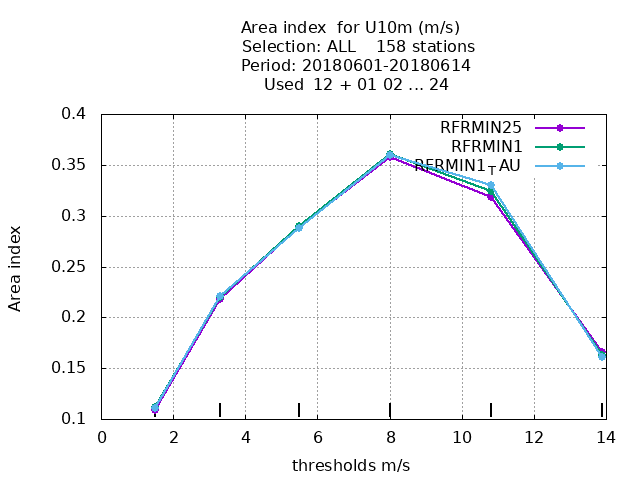 Area index  for U10m (m/s)
Selection: ALL    158 stations
Period: 20180601-20180614
Used  12 + 01 02 ... 24
0.4
RFRMIN25
RFRMIN1
0.35
RFRMIN1TAU
0.3
0.25
Area index
0.2
0.15
0.1
0 2 4 6 8 10 12 14
thresholds m/s